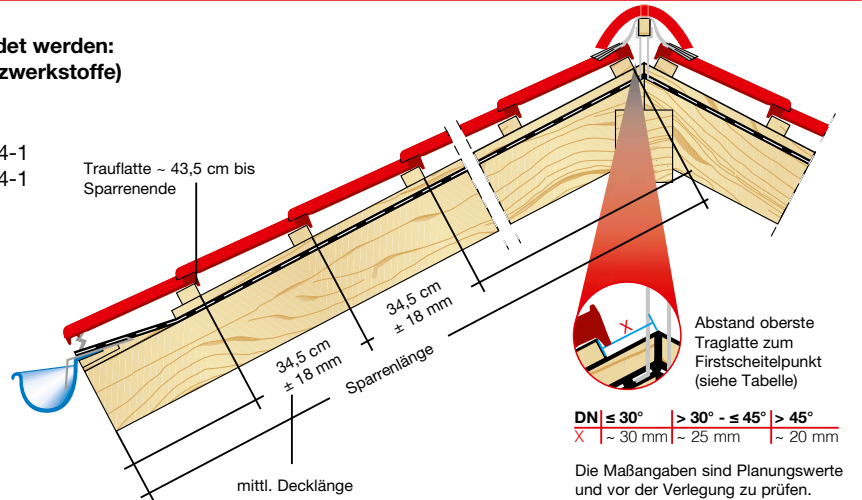 det werden:
zwerkstoffe)
4-1
4-1
Trauflatte ~ 43,5 cm bis
Sparrenende
34,5 cm
± 18 mm
34,5 cm
± 18 mm
Sparrenlänge
mittl. Decklänge
X
Abstand oberste
Traglatte zum
Firstscheitelpunkt
(siehe Tabelle)
DN ≤ 30° > 30° - ≤ 45° > 45°
X ~ 30 mm ~ 25 mm ~ 20 mm
Die Maßangaben sind Planungswerte
und vor der Verlegung zu prüfen.